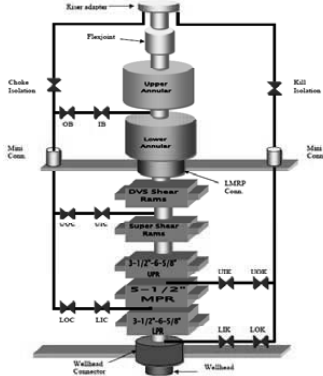 Riser adapter
Flexjoint
Choke
Isolation
Upper
Annular
Kill
Isolation
OB
IB
Lower
Annular
Mini
Conn.
Mini
Conn.
LMRP
Conn.
DVS Shear
Rams
Super Shear
Rams
3-1/2"-6-5/8"
UPR
UIK
UOK
5-1/2"
MPR
LOC
LIC
3-1/2"-6-5/8"
LPR
LIK
LOK
Wellhead
Connector
Wellhead